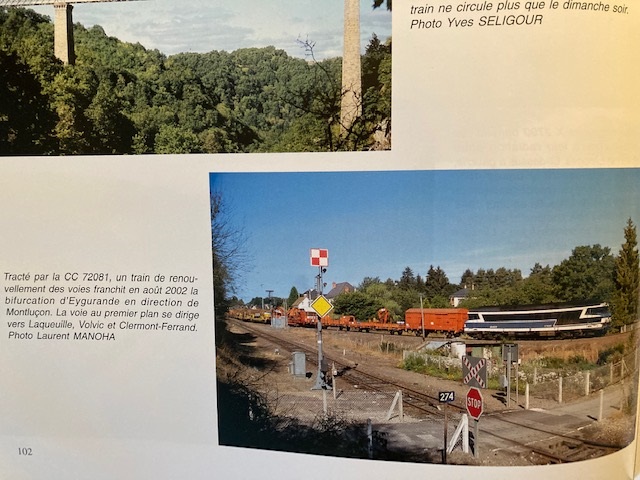 train ne circule plus que le dimanche soir.
Photo Yves SELIGOUR
Tracté par la CC 72081, un train de renou-
vellement des voies franchit en août 2002 la
bifurcation d'Eygurande en direction de
Montluçon. La voie au premier plan se dirige
vers Laqueuille, Volvic et Clermont-Ferrand.
Photo Laurent MANOHA
274
STOP
102